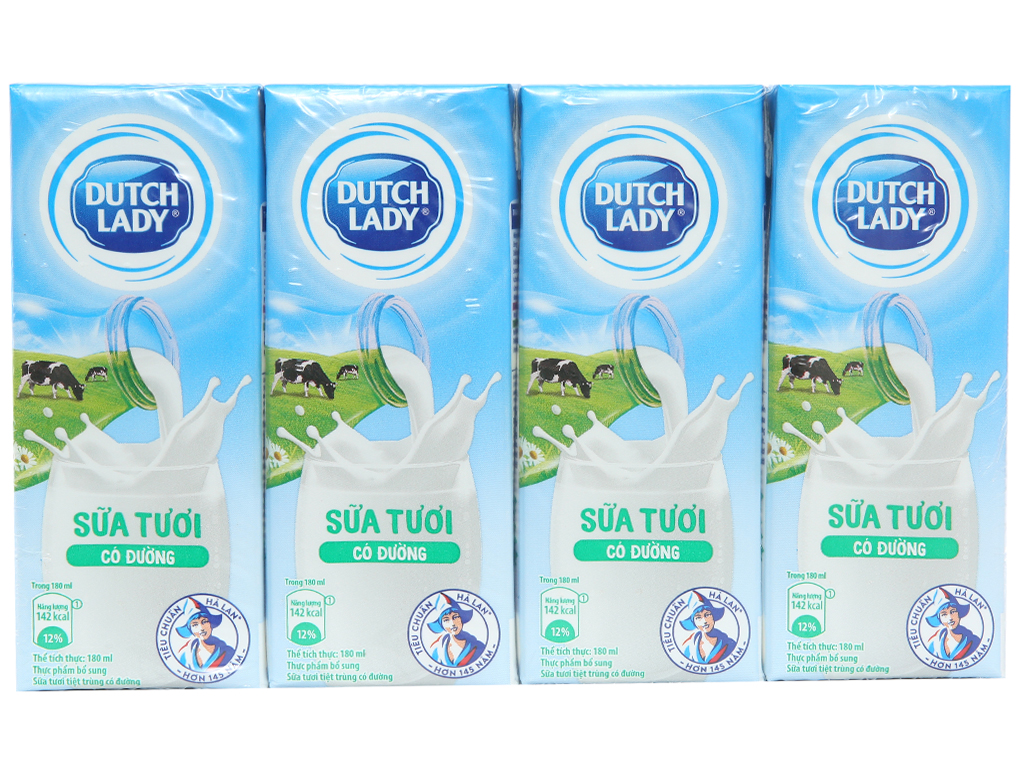 DUTCH
LADY®
SỮA TƯƠI
CÓ ĐƯỜNG
Trong 180 ml
Năng lượng
142 kcal
1
12%
Thể tích thực: 180 ml
Thực phẩm bổ sung
Sữa tươi tiệt trùng có đường
TIÊU CHUẨN HÀ LAN®
- HƠN 145 NĂM -
DUTCH
LADY®
SỮA TƯƠI
CÓ ĐƯỜNG
Trong 180 ml
Năng lượng
142 kcal
1
12%
Thể tích thực: 180 ml
Thực phẩm bổ sung
Sữa tươi tiệt trùng có đường
TIÊU CHUẨN HÀ LAN®
- HƠN 145 NĂM -
DUTCH
LADY®
SỮA TƯƠI
CÓ ĐƯỜNG
Trong 180 ml
Năng lượng
142 kcal
1
12%
Thể tích thực: 180 ml
Thực phẩm bổ sung
Sữa tươi tiệt trùng có đường
TIÊU CHUẨN HÀ LAN®
- HƠN 145 NĂM -
DUTCH
LADY®
SỮA TƯƠI
CÓ ĐƯỜNG
Trong 180 ml
Năng lượng
142 kcal
1
12%
Thể tích thực: 180 ml
Thực phẩm bổ sung
Sữa tươi tiệt trùng có đường
TIÊU CHUẨN HÀ LAN®
- HƠN 145 NĂM -